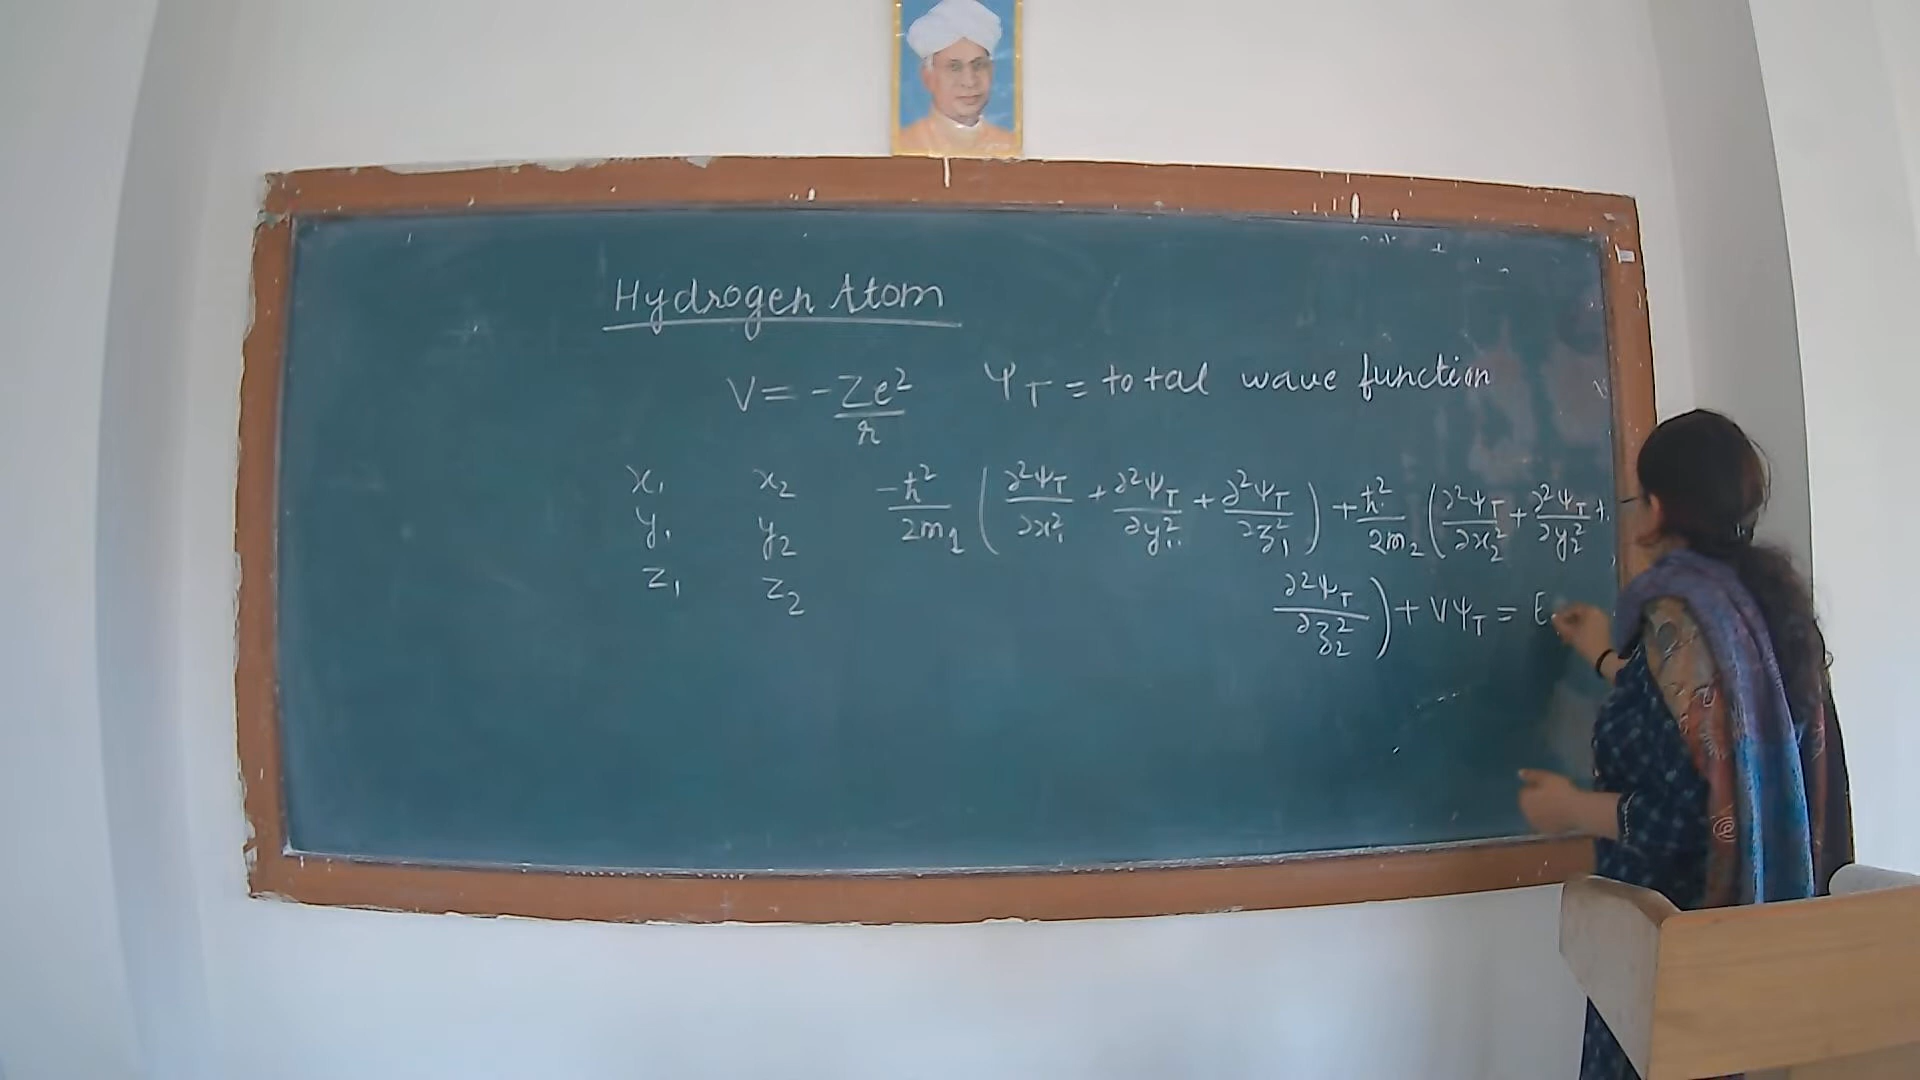 Hydrogen Atom
V = -Ze²/r
Ψ_T = total wave function
x₁ x₂
y₁ y₂
z₁ z₂
-ħ²/2m₁ (∂²Ψ_T/∂x₁² + ∂²Ψ_T/∂y₁² + ∂²Ψ_T/∂z₁²) + ħ²/2m₂ (∂²Ψ_T/∂x₂² + ∂²Ψ_T/∂y₂² +
∂²Ψ_T/∂z₂²) + VΨ_T = E